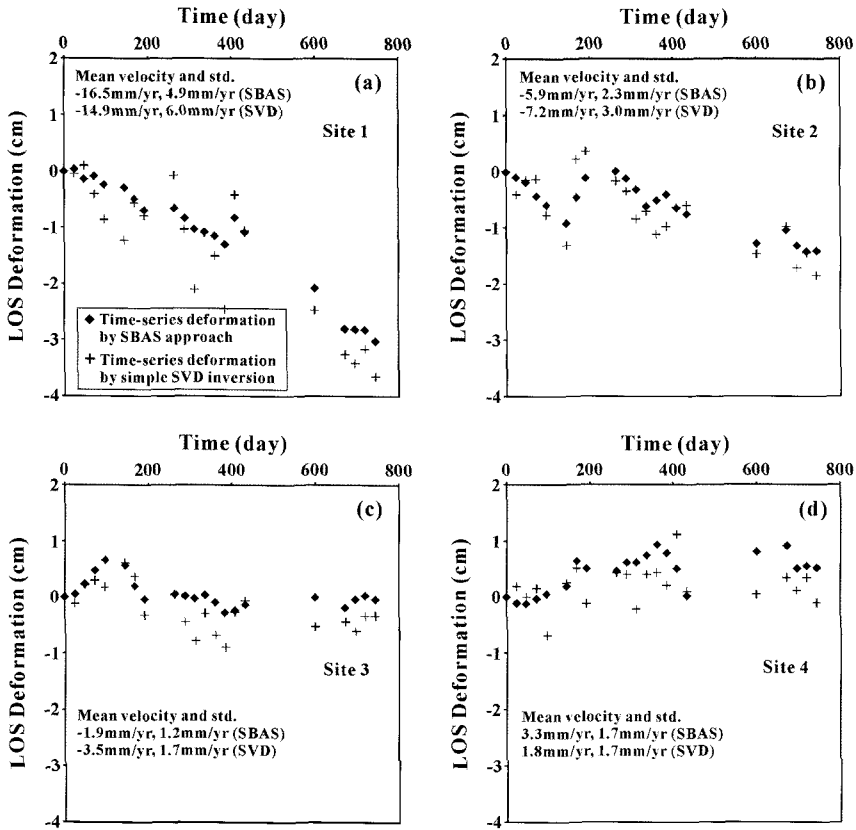 Time (day)
0 200 400 600 800
2
1
0
-1
-2
-3
-4
LOS Deformation (cm)
(a)
Mean velocity and std.
-16.5mm/yr, 4.9mm/yr (SBAS)
-14.9mm/yr, 6.0mm/yr (SVD)
Site 1
Time-series deformation
by SBAS approach
Time-series deformation
by simple SVD inversion
Time (day)
0 200 400 600 800
2
1
0
-1
-2
-3
-4
LOS Deformation (cm)
(b)
Mean velocity and std.
-5.9mm/yr, 2.3mm/yr (SBAS)
-7.2mm/yr, 3.0mm/yr (SVD)
Site 2
Time (day)
0 200 400 600 800
2
1
0
-1
-2
-3
-4
LOS Deformation (cm)
(c)
Site 3
Mean velocity and std.
-1.9mm/yr, 1.2mm/yr (SBAS)
-3.5mm/yr, 1.7mm/yr (SVD)
Time (day)
0 200 400 600 800
2
1
0
-1
-2
-3
-4
LOS Deformation (cm)
(d)
Site 4
Mean velocity and std.
3.3mm/yr, 1.7mm/yr (SBAS)
1.8mm/yr, 1.7mm/yr (SVD)